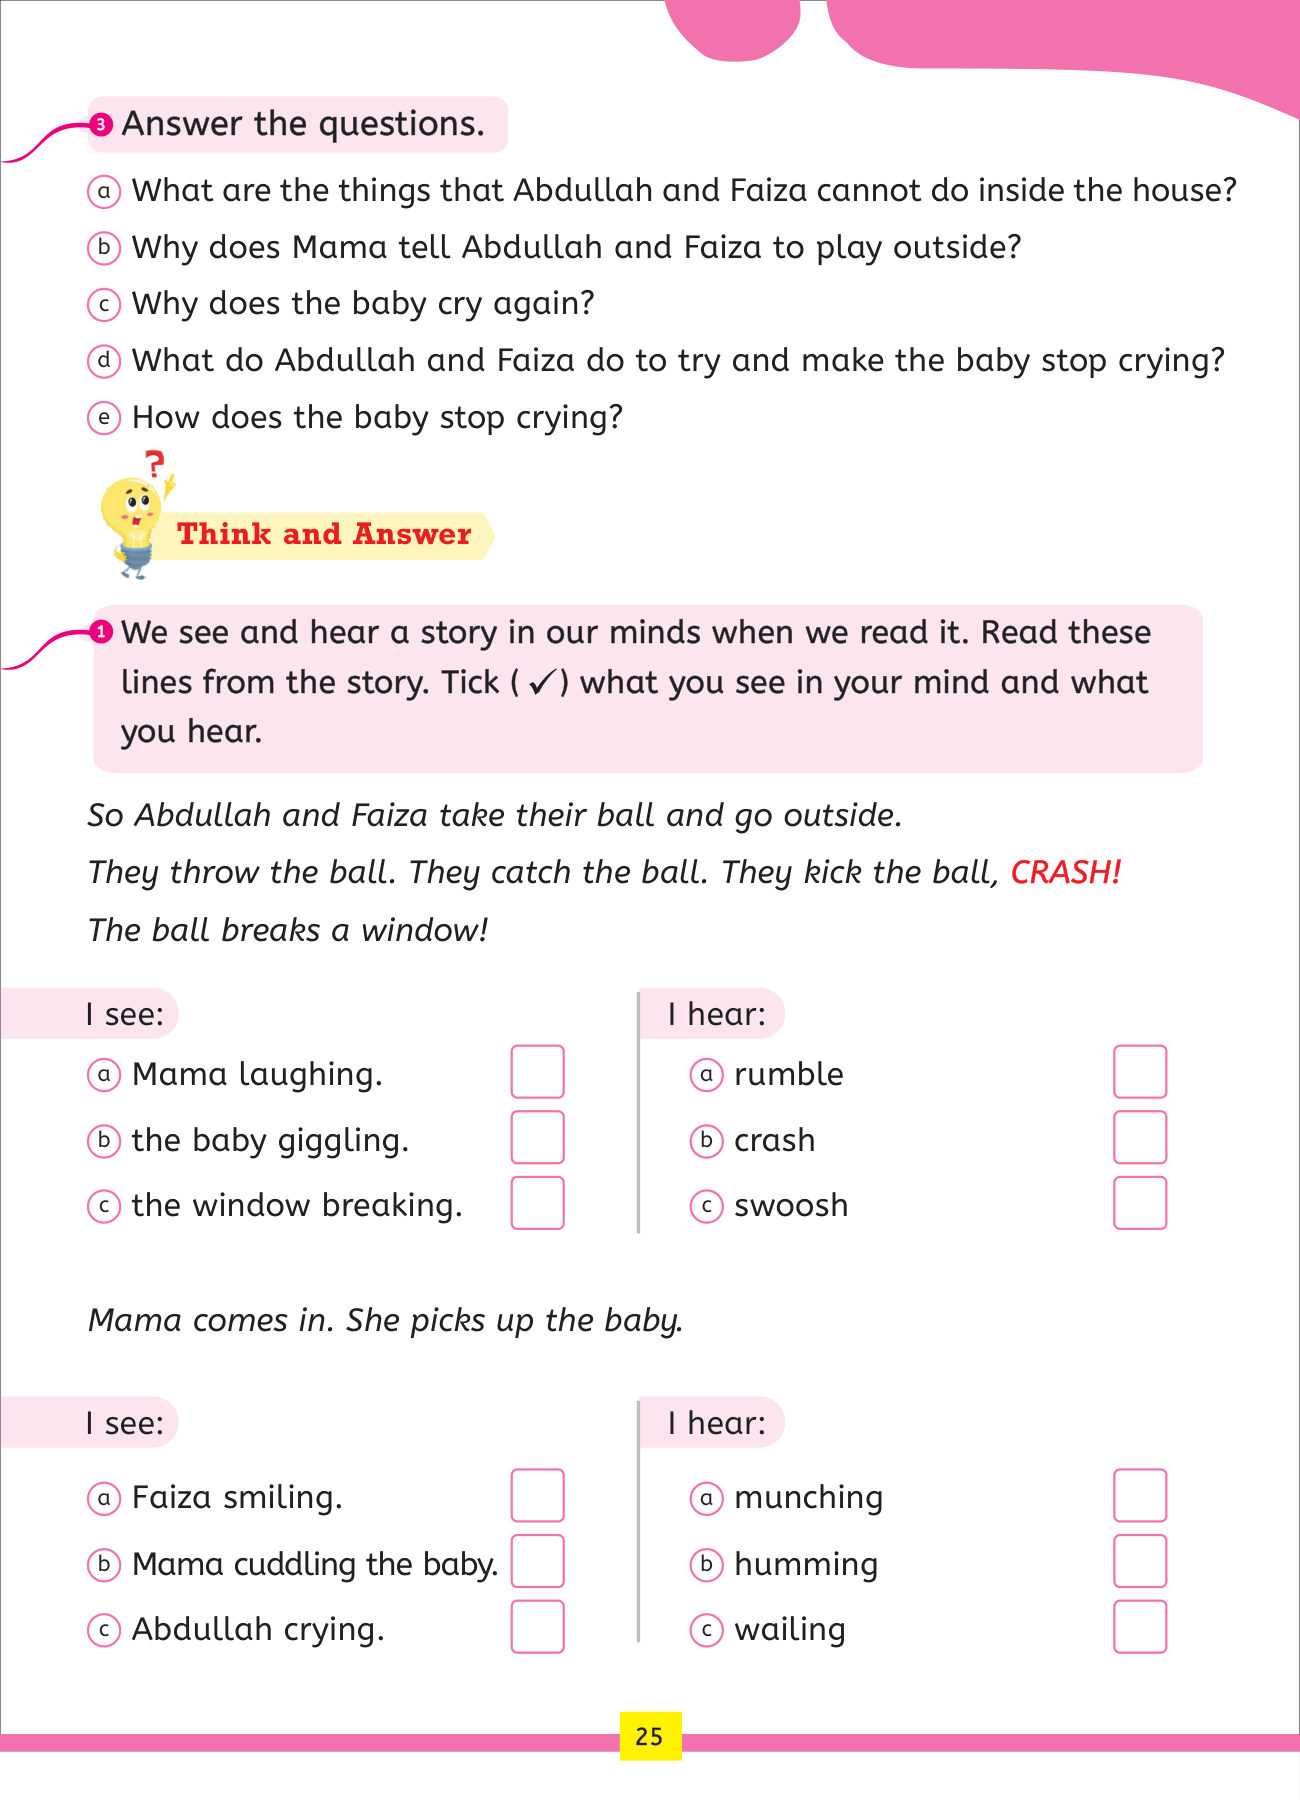 3 Answer the questions.
a What are the things that Abdullah and Faiza cannot do inside the house?
b Why does Mama tell Abdullah and Faiza to play outside?
c Why does the baby cry again?
d What do Abdullah and Faiza do to try and make the baby stop crying?
e How does the baby stop crying?
?
Think and Answer
1 We see and hear a story in our minds when we read it. Read these
lines from the story. Tick ( ✓ ) what you see in your mind and what
you hear.
So Abdullah and Faiza take their ball and go outside.
They throw the ball. They catch the ball. They kick the ball, CRASH!
The ball breaks a window!
I see:
a Mama laughing.
b the baby giggling.
c the window breaking.
I hear:
a rumble
b crash
c swoosh
Mama comes in. She picks up the baby.
I see:
a Faiza smiling.
b Mama cuddling the baby.
c Abdullah crying.
I hear:
a munching
b humming
c wailing
25